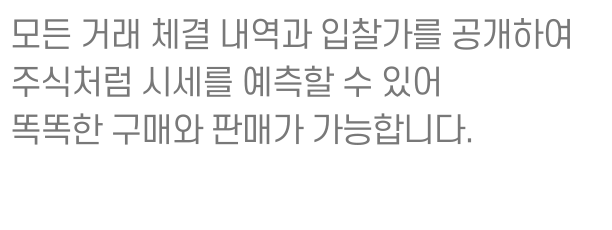 모든 거래 체결 내역과 입찰가를 공개하여
주식처럼 시세를 예측할 수 있어
똑똑한 구매와 판매가 가능합니다.